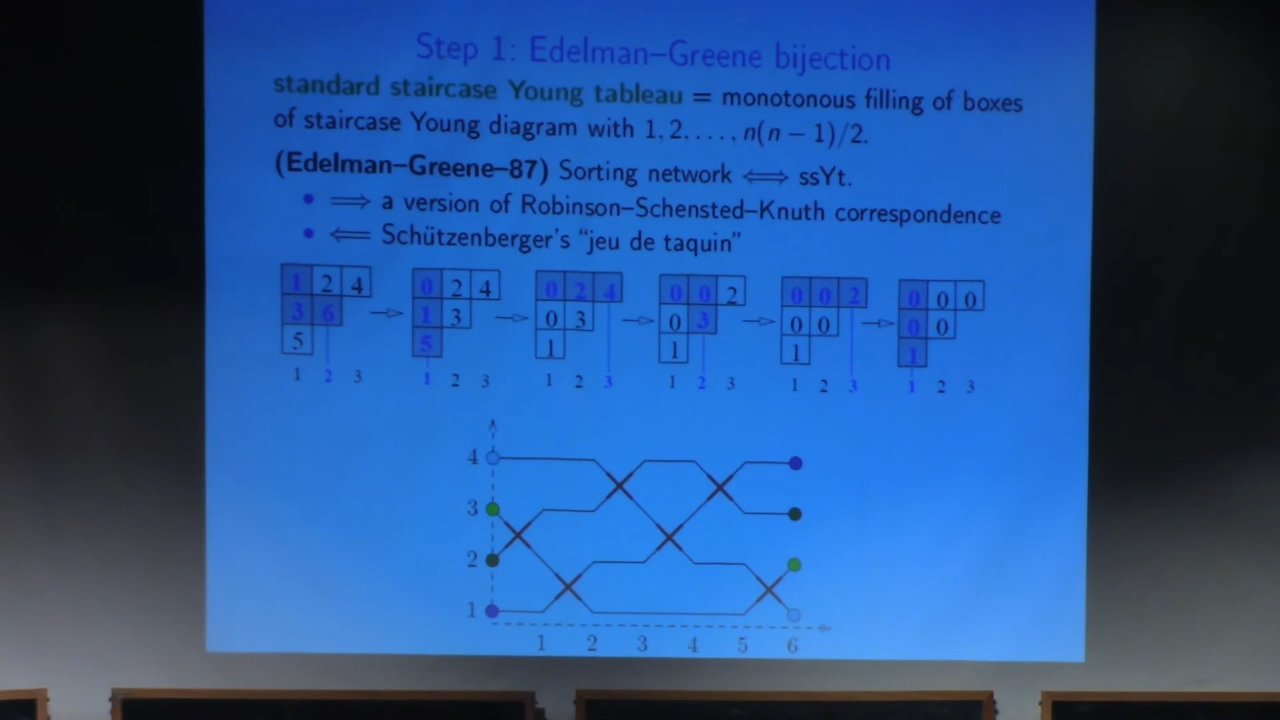 Step 1: Edelman–Greene bijection
standard staircase Young tableau = monotonous filling of boxes
of staircase Young diagram with 1, 2, . . . , n(n − 1)/2.
(Edelman–Greene–87) Sorting network ⟺ ssYt.
• ⟹ a version of Robinson–Schensted–Knuth correspondence
• ⟸ Schützenberger's "jeu de taquin"
1 2 4 0 2 4 0 2 4 0 0 2 0 0 2 0 0 0
3 6 1 3 0 3 0 3 0 0 0 0
5 5 1 1 1 1
1 2 3 1 2 3 1 2 3 1 2 3 1 2 3 1 2 3
4
3
2
1
1 2 3 4 5 6